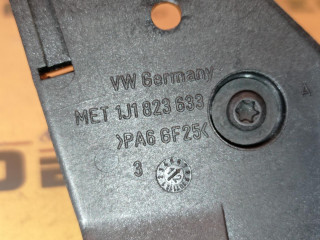 VW Germany
MET 1J1 823 633
>PA6 GF25<
3